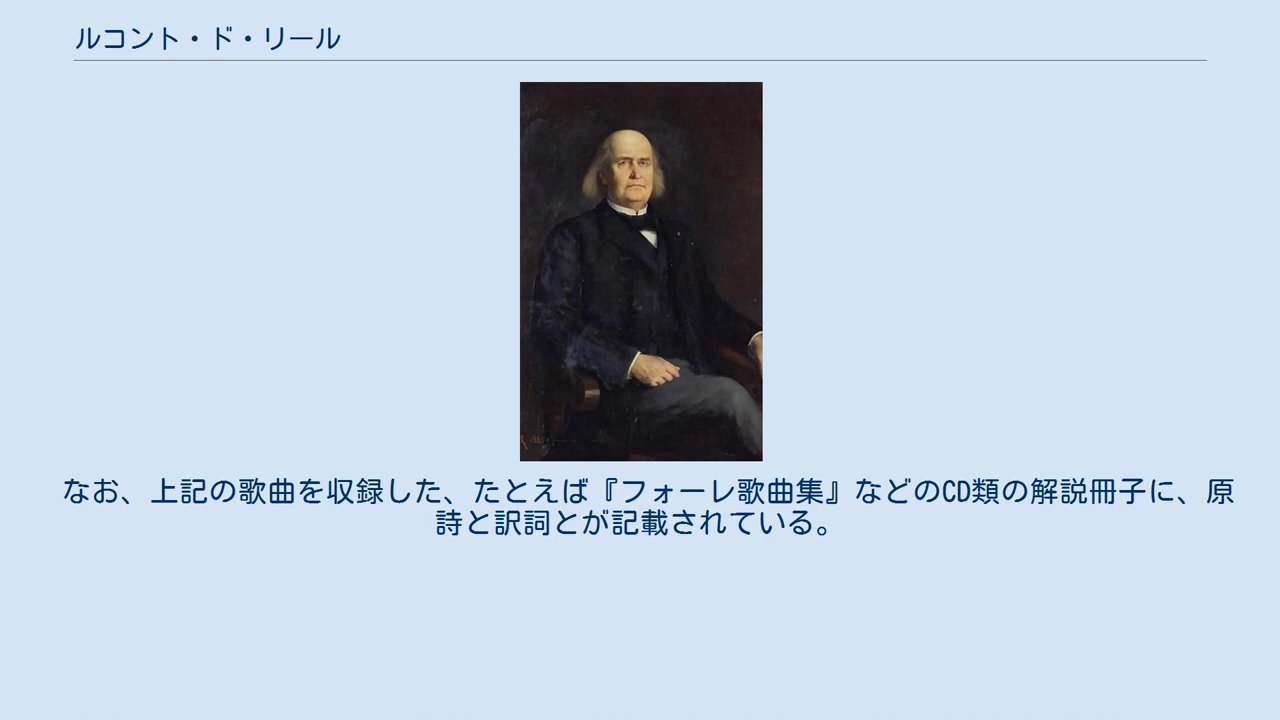 ルコント・ド・リール
なお、上記の歌曲を収録した、たとえば『フォーレ歌曲集』などのCD類の解説冊子に、原
詩と訳詞とが記載されている。